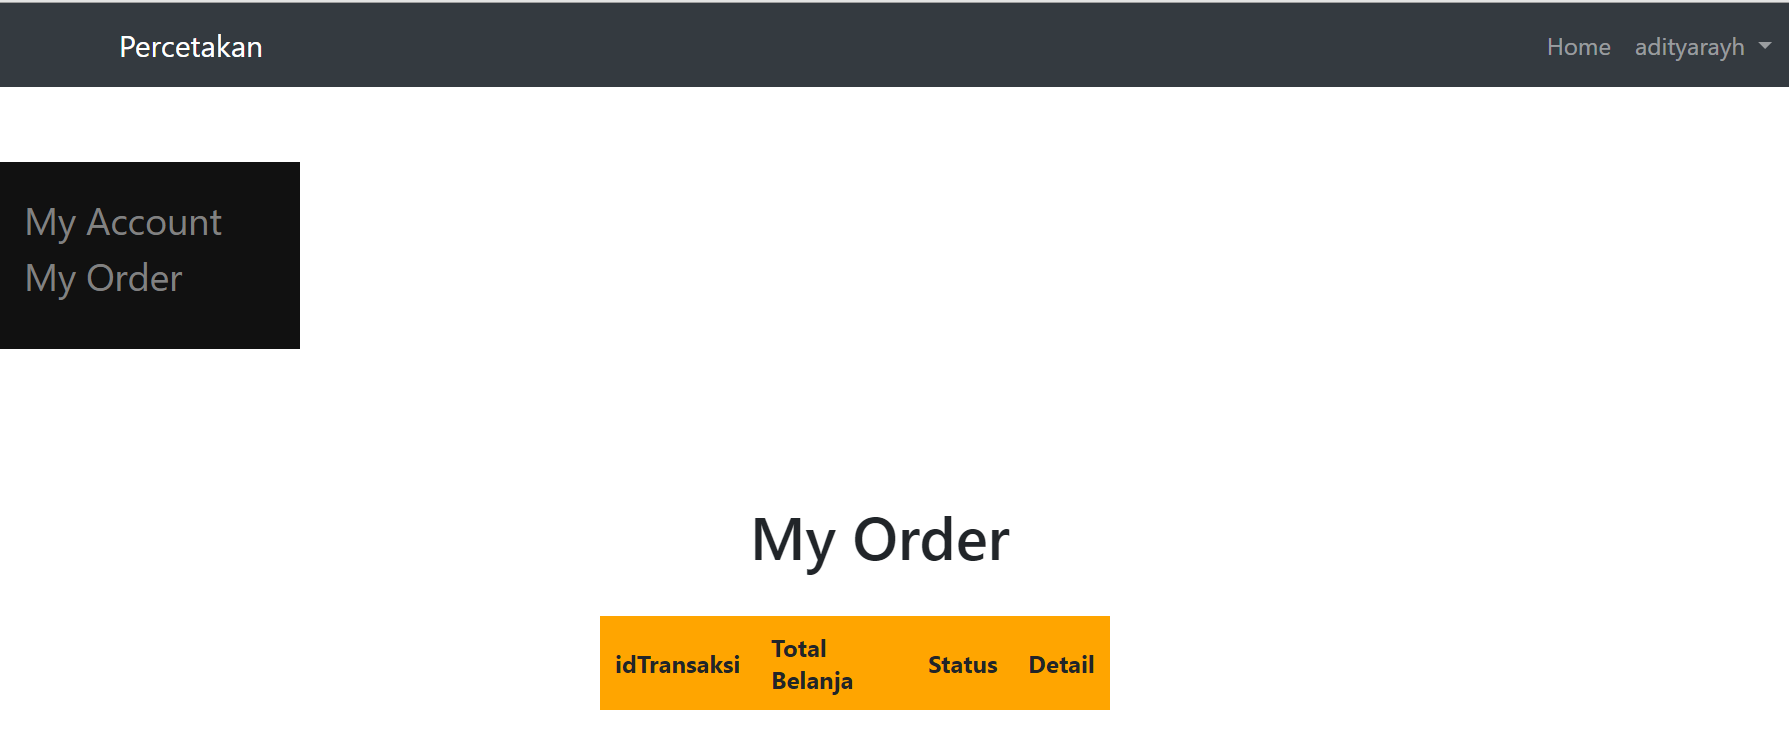 Percetakan
Home
adityarayh
My Account
My Order
My Order
idTransaksi
Total
Belanja
Status
Detail